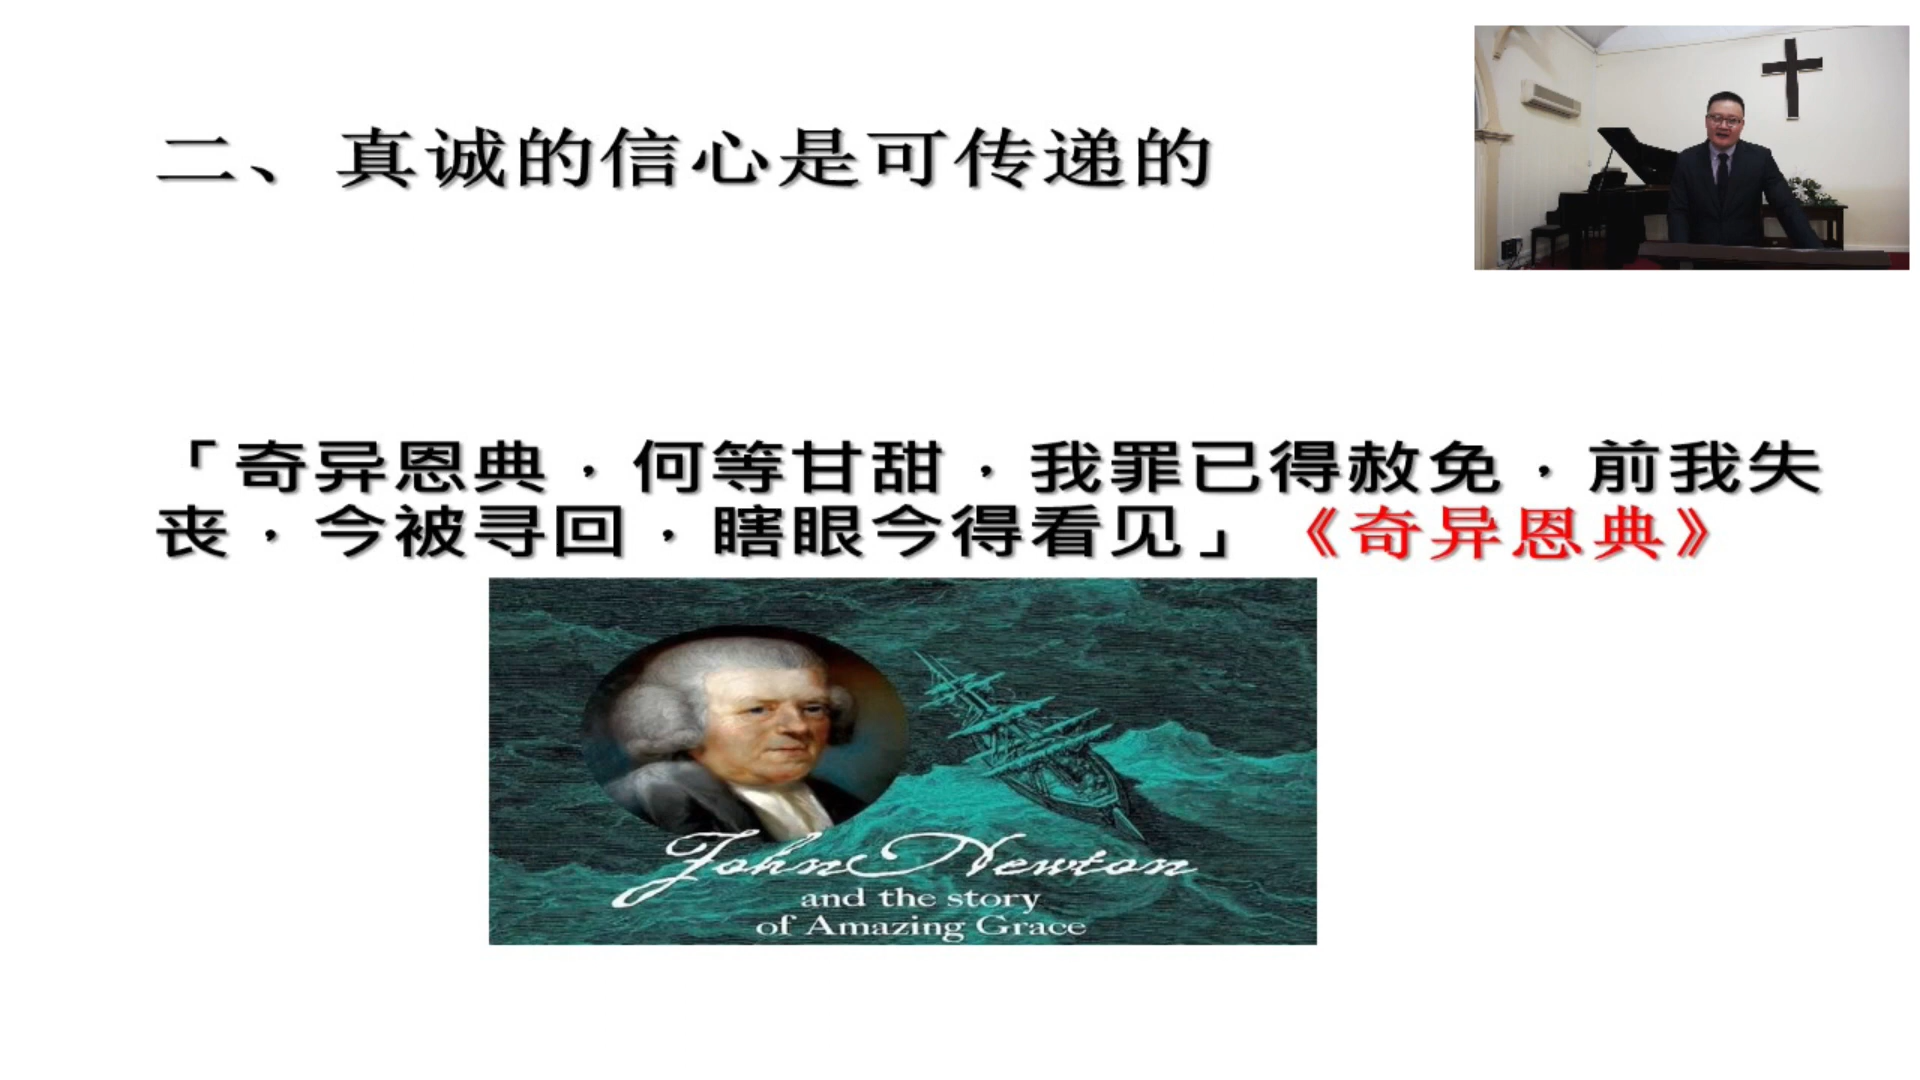 二、 真诚的信心是可传递的
「奇异恩典，何等甘甜，我罪已得赦免，前我失
丧，今被寻回，瞎眼今得看见」 《奇异恩典》
John Newton
and the story
of Amazing Grace